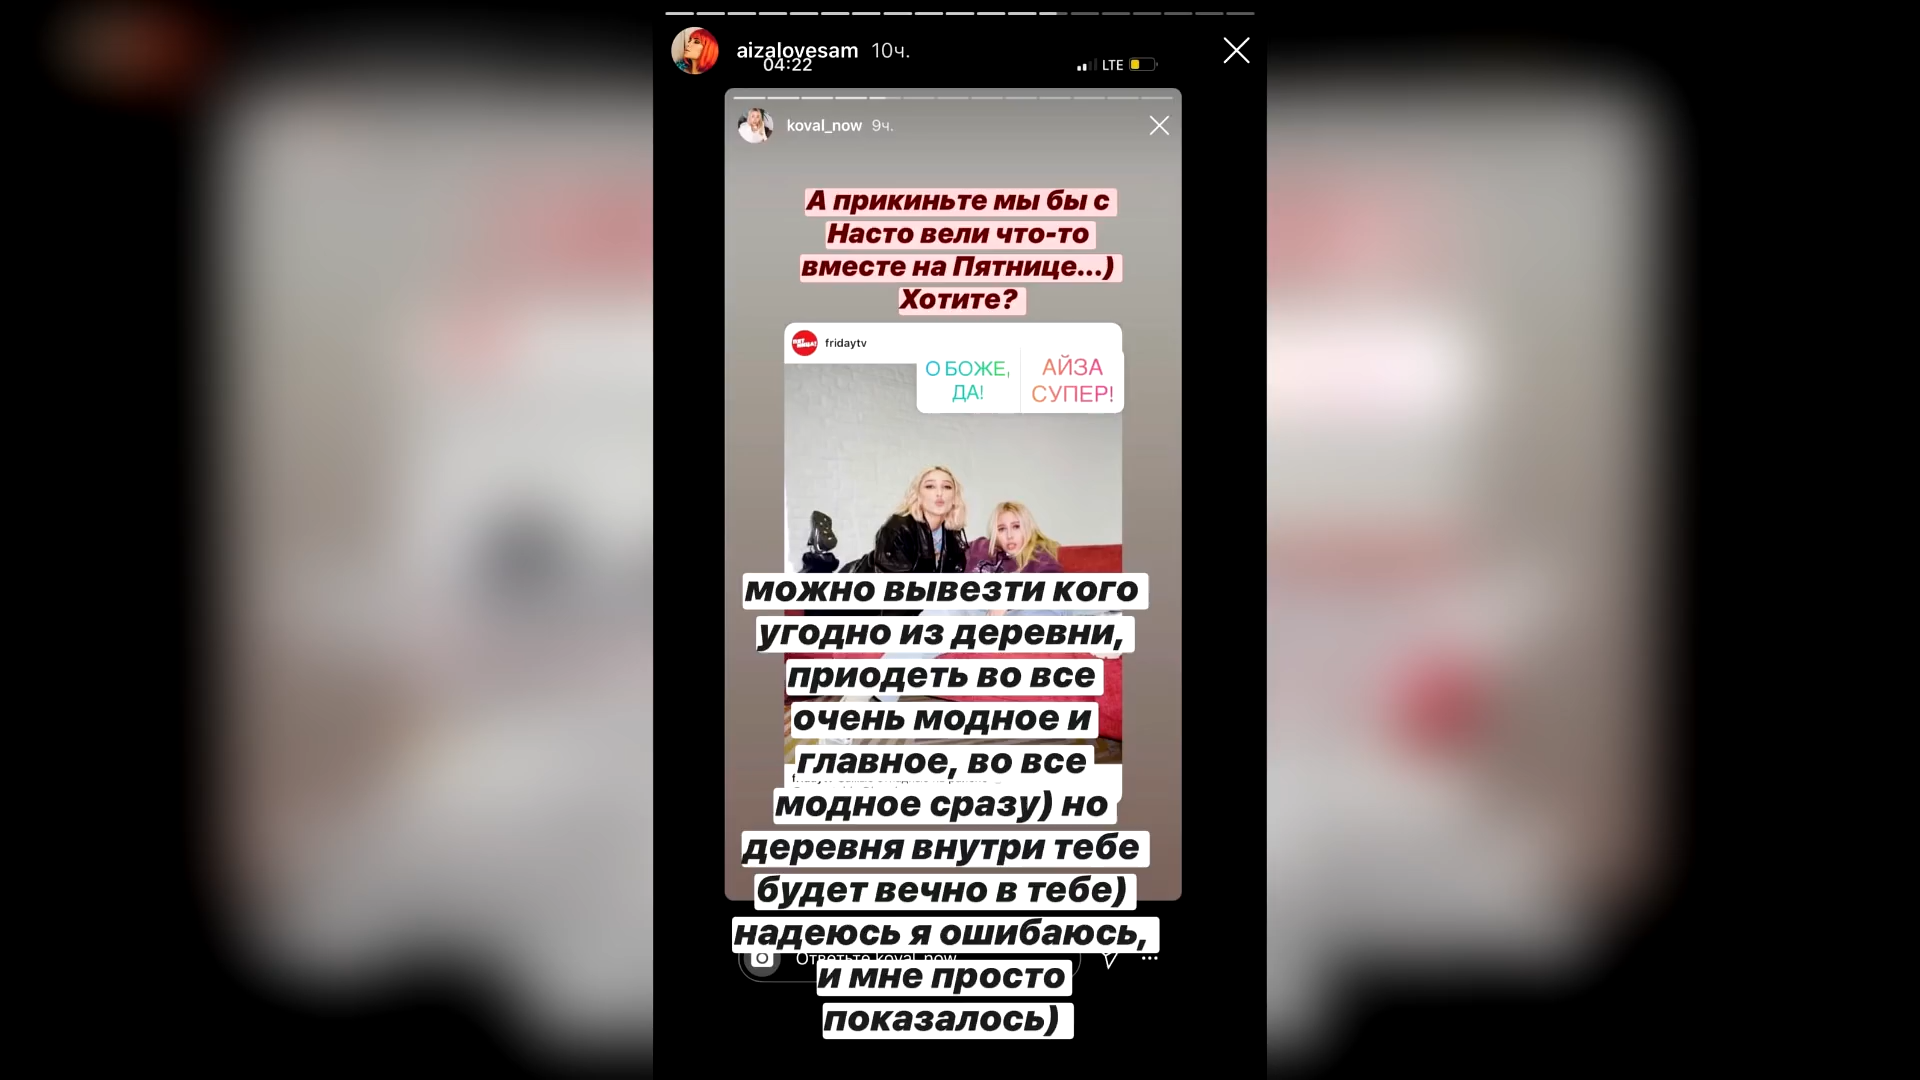 aizalovesam 10ч.
04:22
LTE
koval_now 9ч.
А прикиньте мы бы с
Насто вели что-то
вместе на Пятнице...)
Хотите?
fridaytv
О БОЖЕ,
ДА!
АЙЗА
СУПЕР!
можно вывезти кого
угодно из деревни,
приодеть во все
очень модное и
главное, во все
модное сразу) но
деревня внутри тебе
будет вечно в тебе)
надеюсь я ошибаюсь,
Ответьте koval_now
и мне просто
показалось)